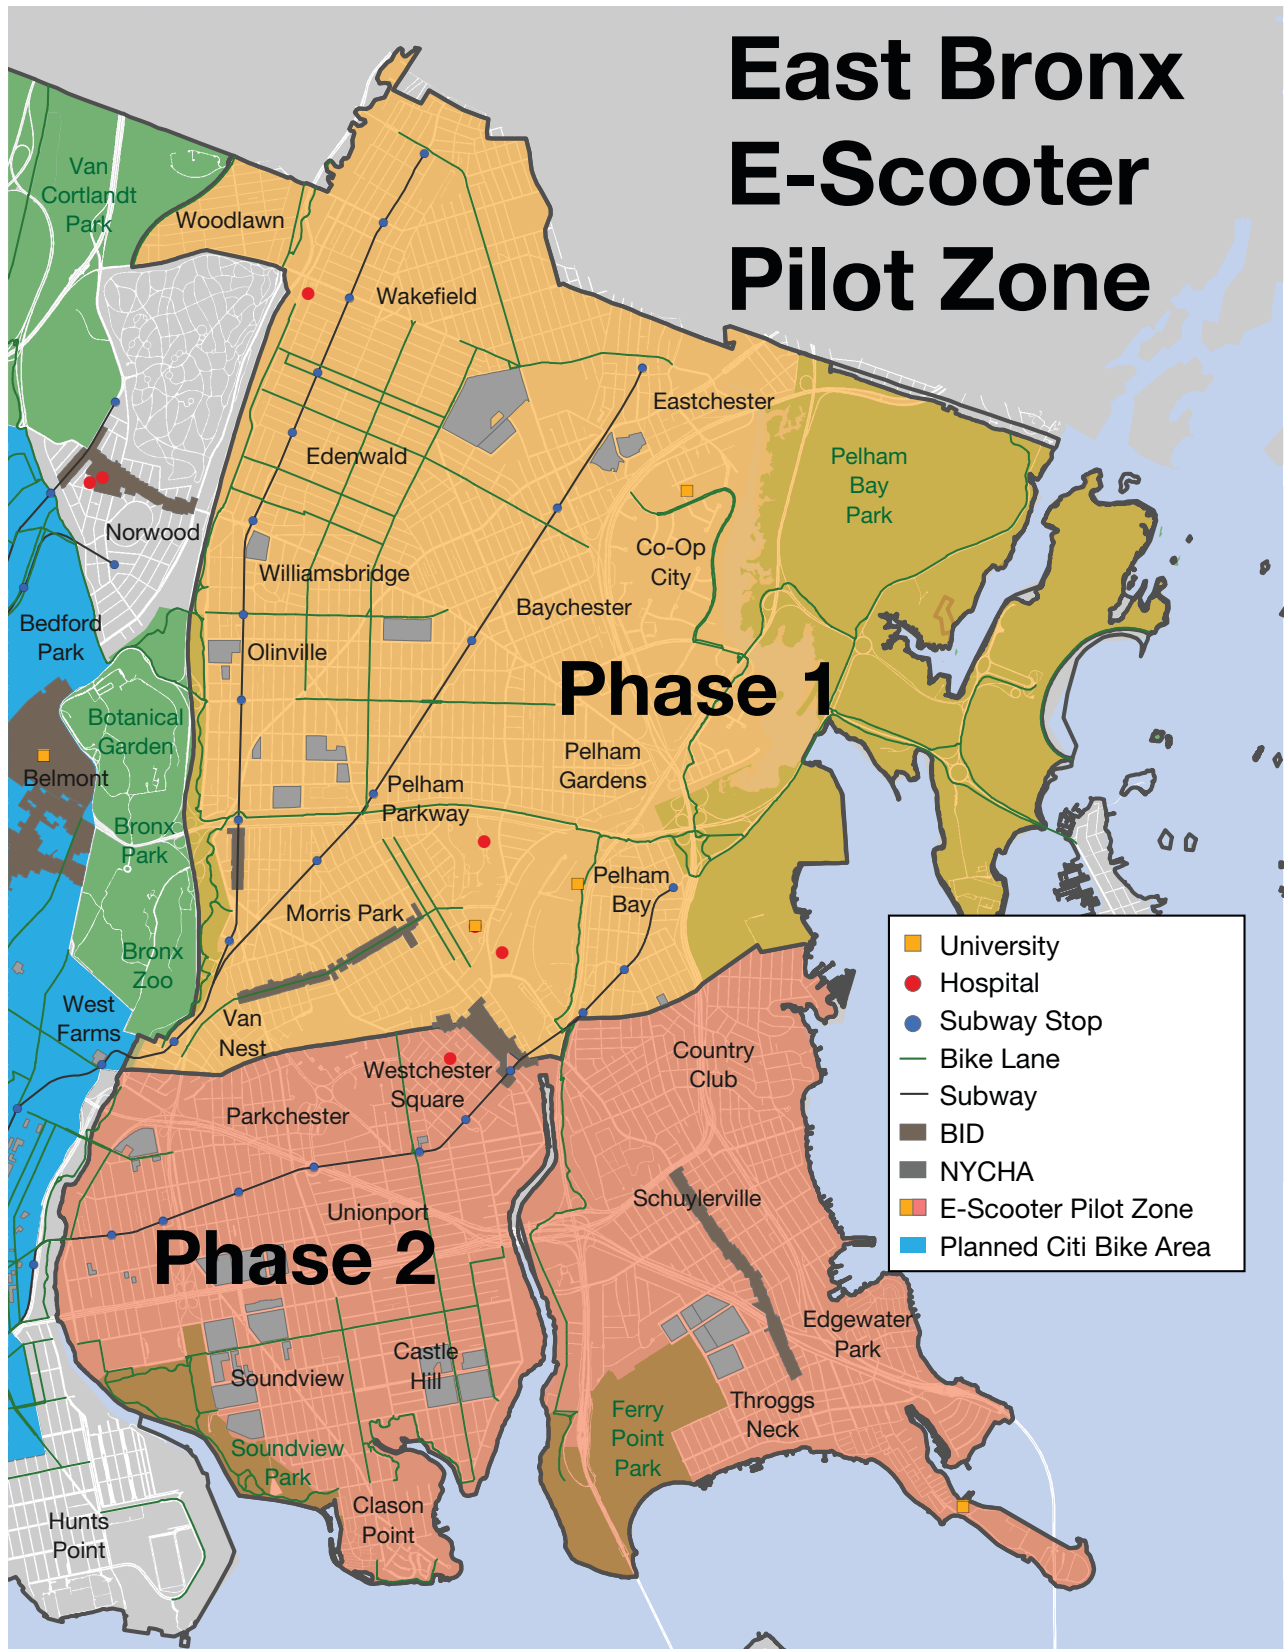 East Bronx
E-Scooter
Pilot Zone
Van
Cortlandt
Park
Woodlawn
Wakefield
Eastchester
Edenwald
Pelham
Bay
Park
Norwood
Co-Op
City
Williamsbridge
Baychester
Bedford
Park
Olinville
Phase 1
Botanical
Garden
Pelham
Gardens
Belmont
Pelham
Parkway
Bronx
Park
Pelham
Bay
Morris Park
Bronx
Zoo
West
Farms
Van
Nest
University
Hospital
Subway Stop
Bike Lane
Subway
BID
NYCHA
E-Scooter Pilot Zone
Planned Citi Bike Area
Country
Club
Westchester
Square
Parkchester
Schuylerville
Unionport
Phase 2
Edgewater
Park
Castle
Hill
Soundview
Throggs
Neck
Ferry
Point
Park
Soundview
Park
Clason
Point
Hunts
Point